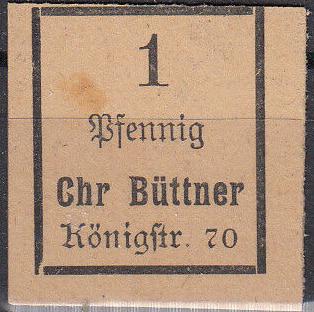 1
Pfennig
Chr Büttner
Königstr. 70